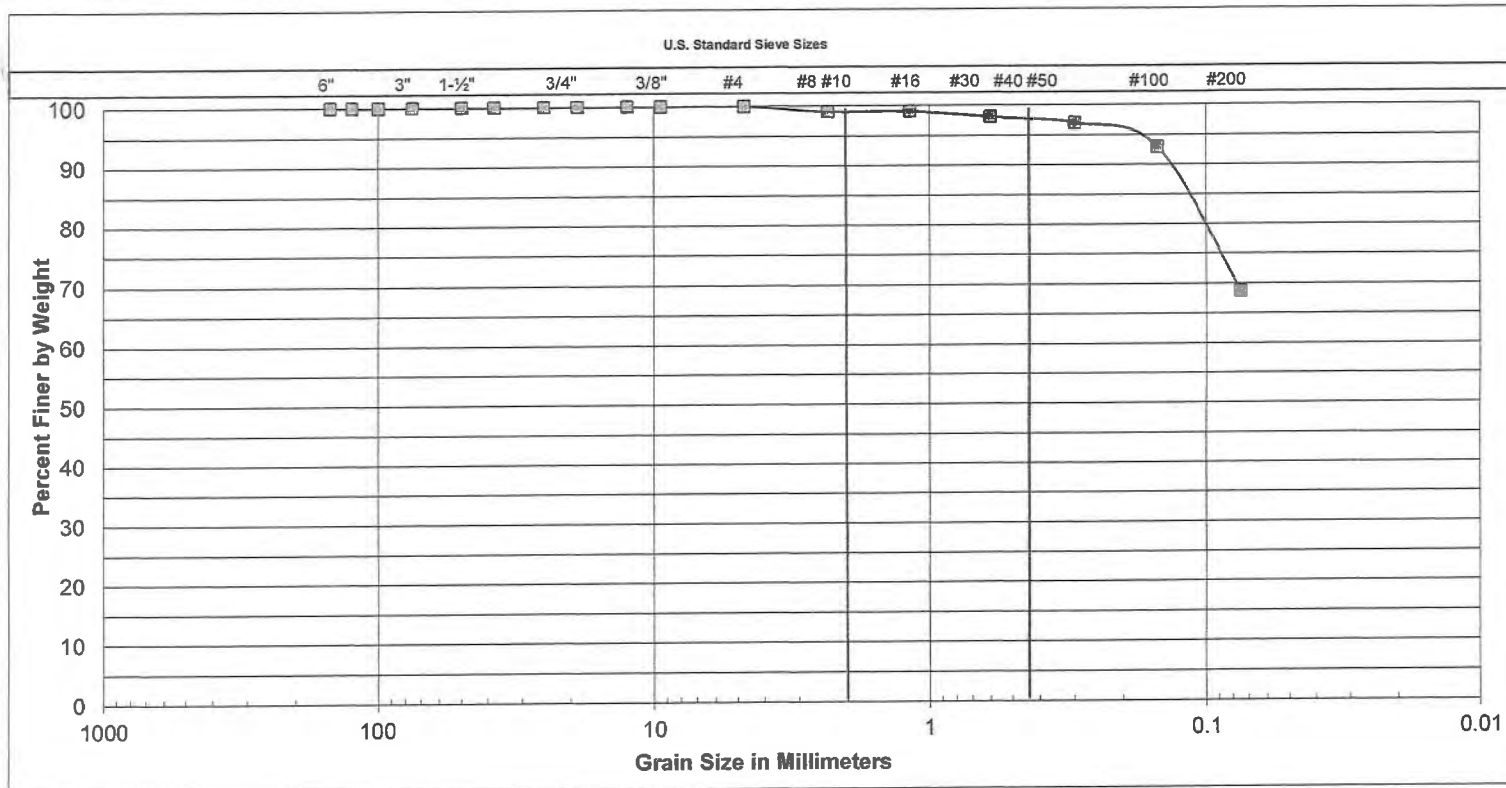 U.S. Standard Sieve Sizes
6" 3" 1-½" 3/4" 3/8" #4 #8 #10 #16 #30 #40 #50 #100 #200
100
90
80
70
60
50
40
30
20
10
0
Percent Finer by Weight
1000 100 10 1 0.1 0.01
Grain Size in Millimeters